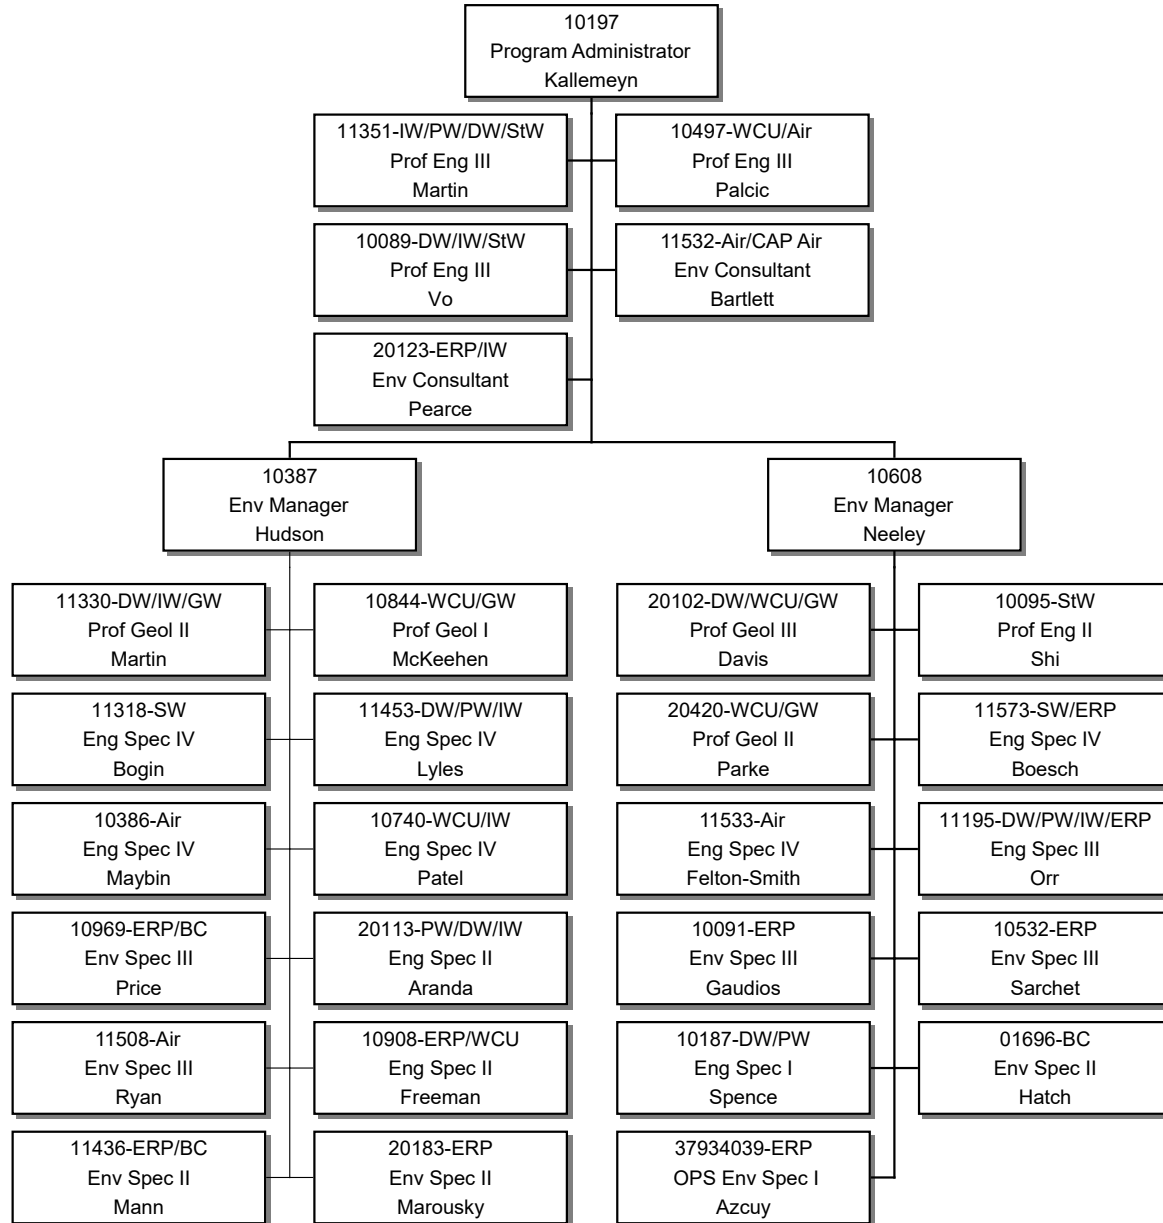 10197
Program Administrator
Kallemeyn
11351-IW/PW/DW/StW
Prof Eng III
Martin
10497-WCU/Air
Prof Eng III
Palcic
10089-DW/IW/StW
Prof Eng III
Vo
11532-Air/CAP Air
Env Consultant
Bartlett
20123-ERP/IW
Env Consultant
Pearce
10387
Env Manager
Hudson
10608
Env Manager
Neeley
11330-DW/IW/GW
Prof Geol II
Martin
10844-WCU/GW
Prof Geol I
McKeehen
20102-DW/WCU/GW
Prof Geol III
Davis
10095-StW
Prof Eng II
Shi
11318-SW
Eng Spec IV
Bogin
11453-DW/PW/IW
Eng Spec IV
Lyles
20420-WCU/GW
Prof Geol II
Parke
11573-SW/ERP
Eng Spec IV
Boesch
10386-Air
Eng Spec IV
Maybin
10740-WCU/IW
Eng Spec IV
Patel
11533-Air
Eng Spec IV
Felton-Smith
11195-DW/PW/IW/ERP
Eng Spec III
Orr
10969-ERP/BC
Env Spec III
Price
20113-PW/DW/IW
Eng Spec II
Aranda
10091-ERP
Env Spec III
Gaudios
10532-ERP
Env Spec III
Sarchet
11508-Air
Env Spec III
Ryan
10908-ERP/WCU
Eng Spec II
Freeman
10187-DW/PW
Eng Spec I
Spence
01696-BC
Env Spec II
Hatch
11436-ERP/BC
Env Spec II
Mann
20183-ERP
Env Spec II
Marousky
37934039-ERP
OPS Env Spec I
Azcuy